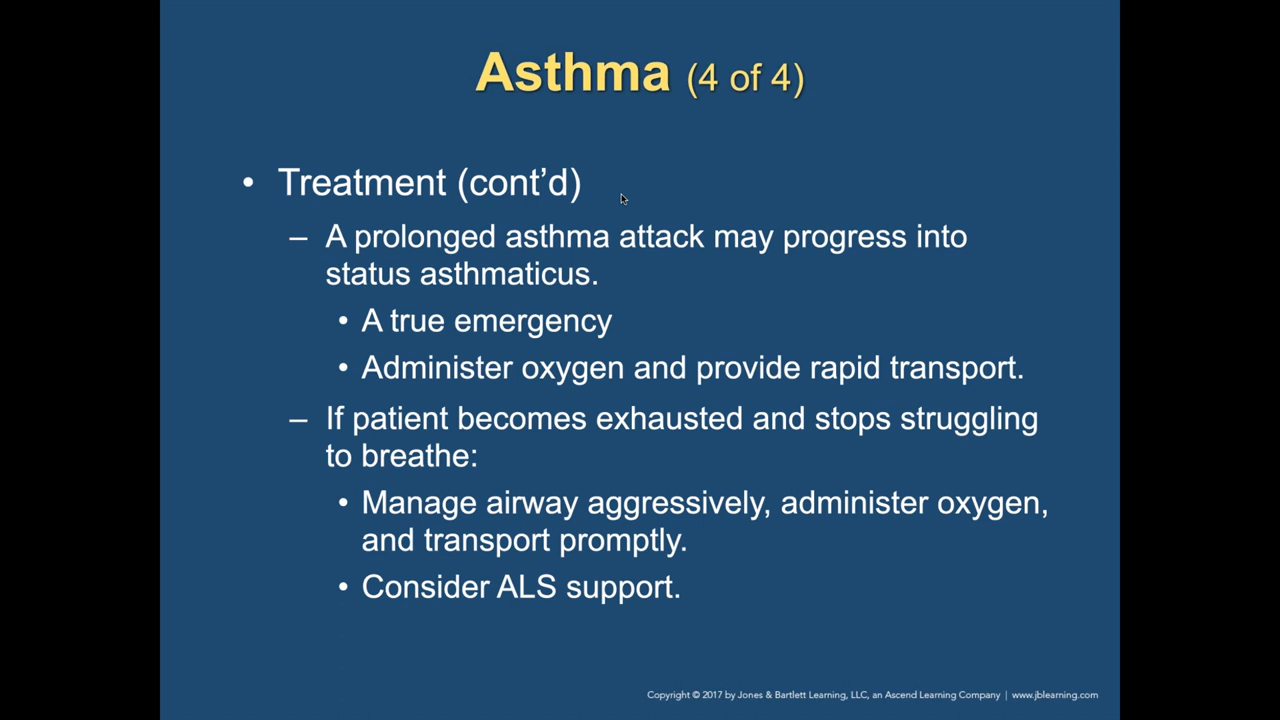 Asthma (4 of 4)
• Treatment (cont’d)
– A prolonged asthma attack may progress into
status asthmaticus.
• A true emergency
• Administer oxygen and provide rapid transport.
– If patient becomes exhausted and stops struggling
to breathe:
• Manage airway aggressively, administer oxygen,
and transport promptly.
• Consider ALS support.
Copyright © 2017 by Jones & Bartlett Learning, LLC, an Ascend Learning Company | www.jblearning.com